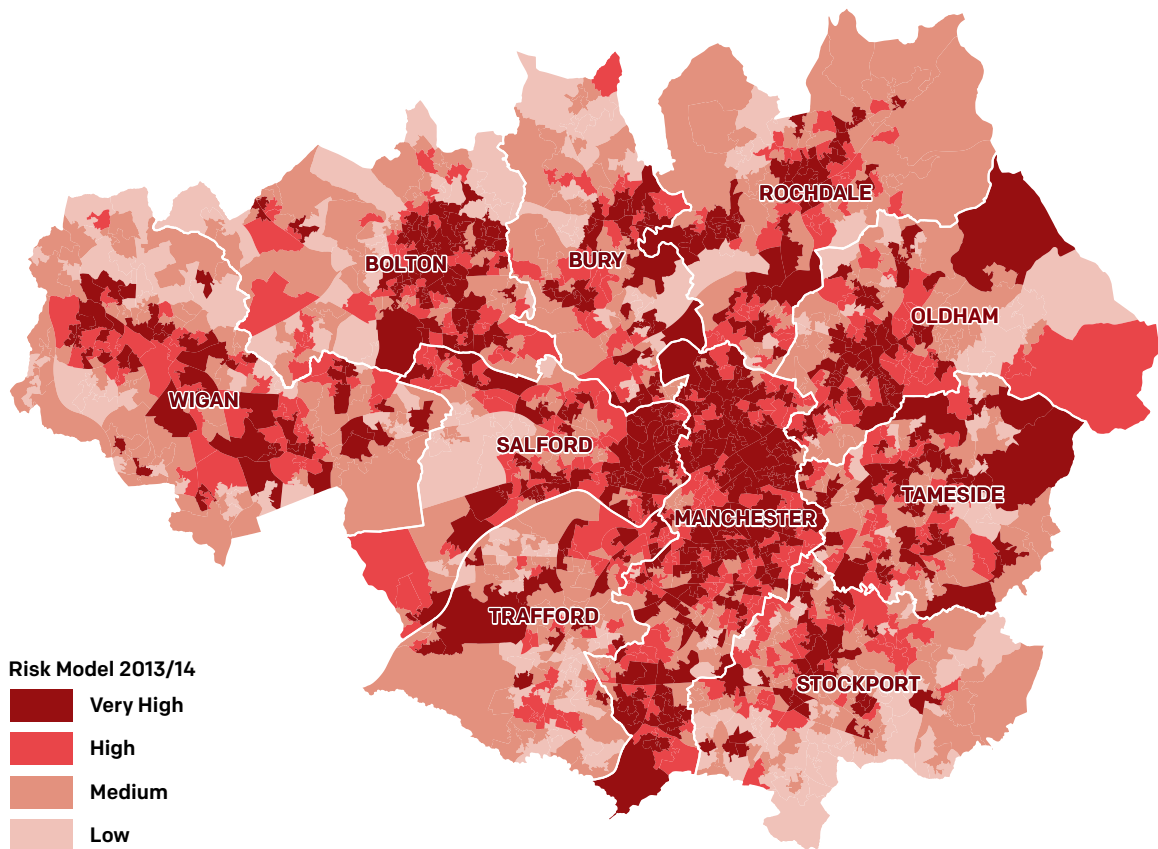 ROCHDALE
BOLTON
BURY
OLDHAM
WIGAN
SALFORD
TAMESIDE
MANCHESTER
TRAFFORD
STOCKPORT
Risk Model 2013/14
Very High
High
Medium
Low